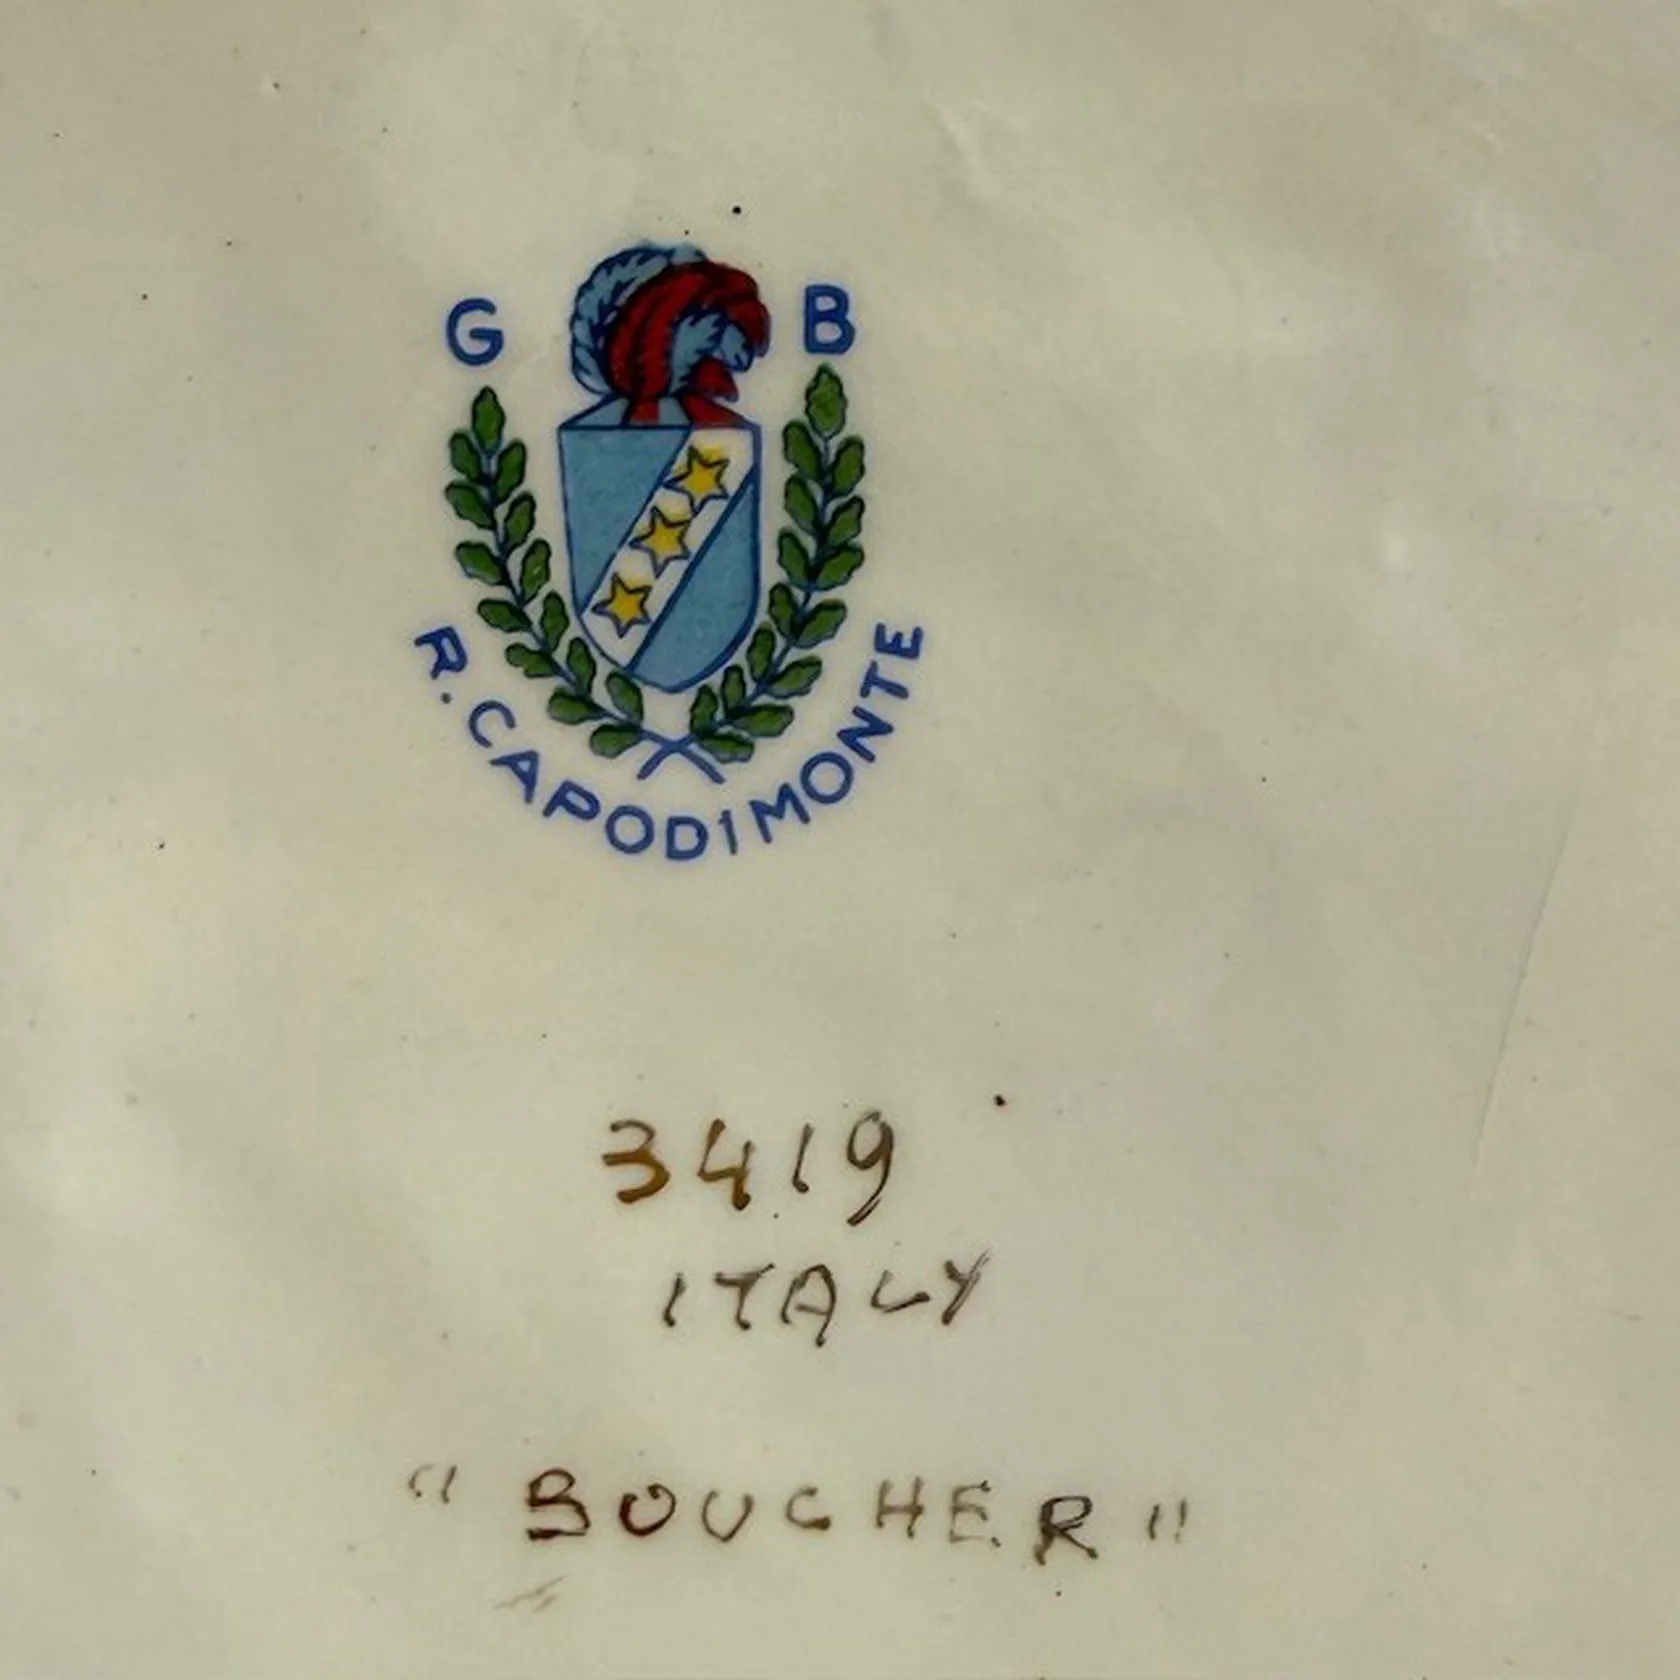 G B
R. CAPODIMONTE
3419
ITALY
"BOUCHER"